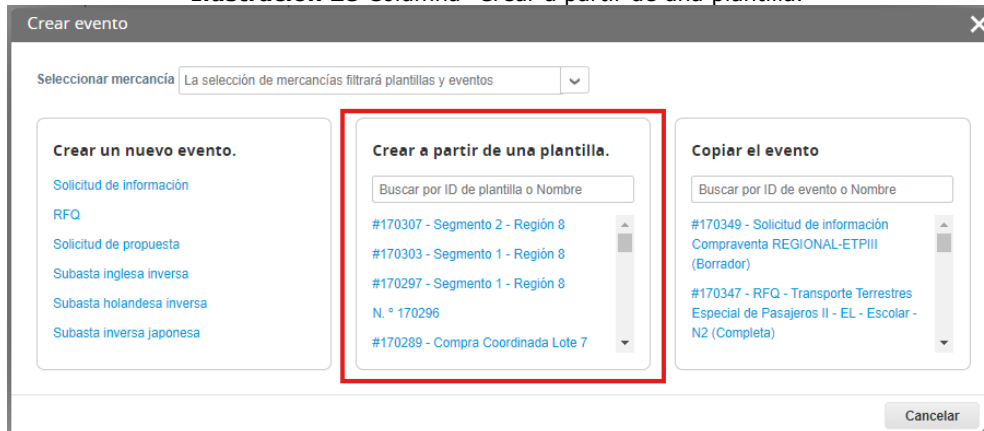 Crear evento
Seleccionar mercancía La selección de mercancías filtrará plantillas y eventos
Crear un nuevo evento.
Solicitud de información
RFQ
Solicitud de propuesta
Subasta inglesa inversa
Subasta holandesa inversa
Subasta inversa japonesa
Crear a partir de una plantilla.
Buscar por ID de plantilla o Nombre
#170307 - Segmento 2 - Región 8
#170303 - Segmento 1 - Región 8
#170297 - Segmento 1 - Región 8
N. º 170296
#170289 - Compra Coordinada Lote 7
Copiar el evento
Buscar por ID de evento o Nombre
#170349 - Solicitud de información
Compraventa REGIONAL-ETPIII
(Borrador)
#170347 - RFQ - Transporte Terrestres
Especial de Pasajeros II - EL - Escolar -
N2 (Completa)
Cancelar